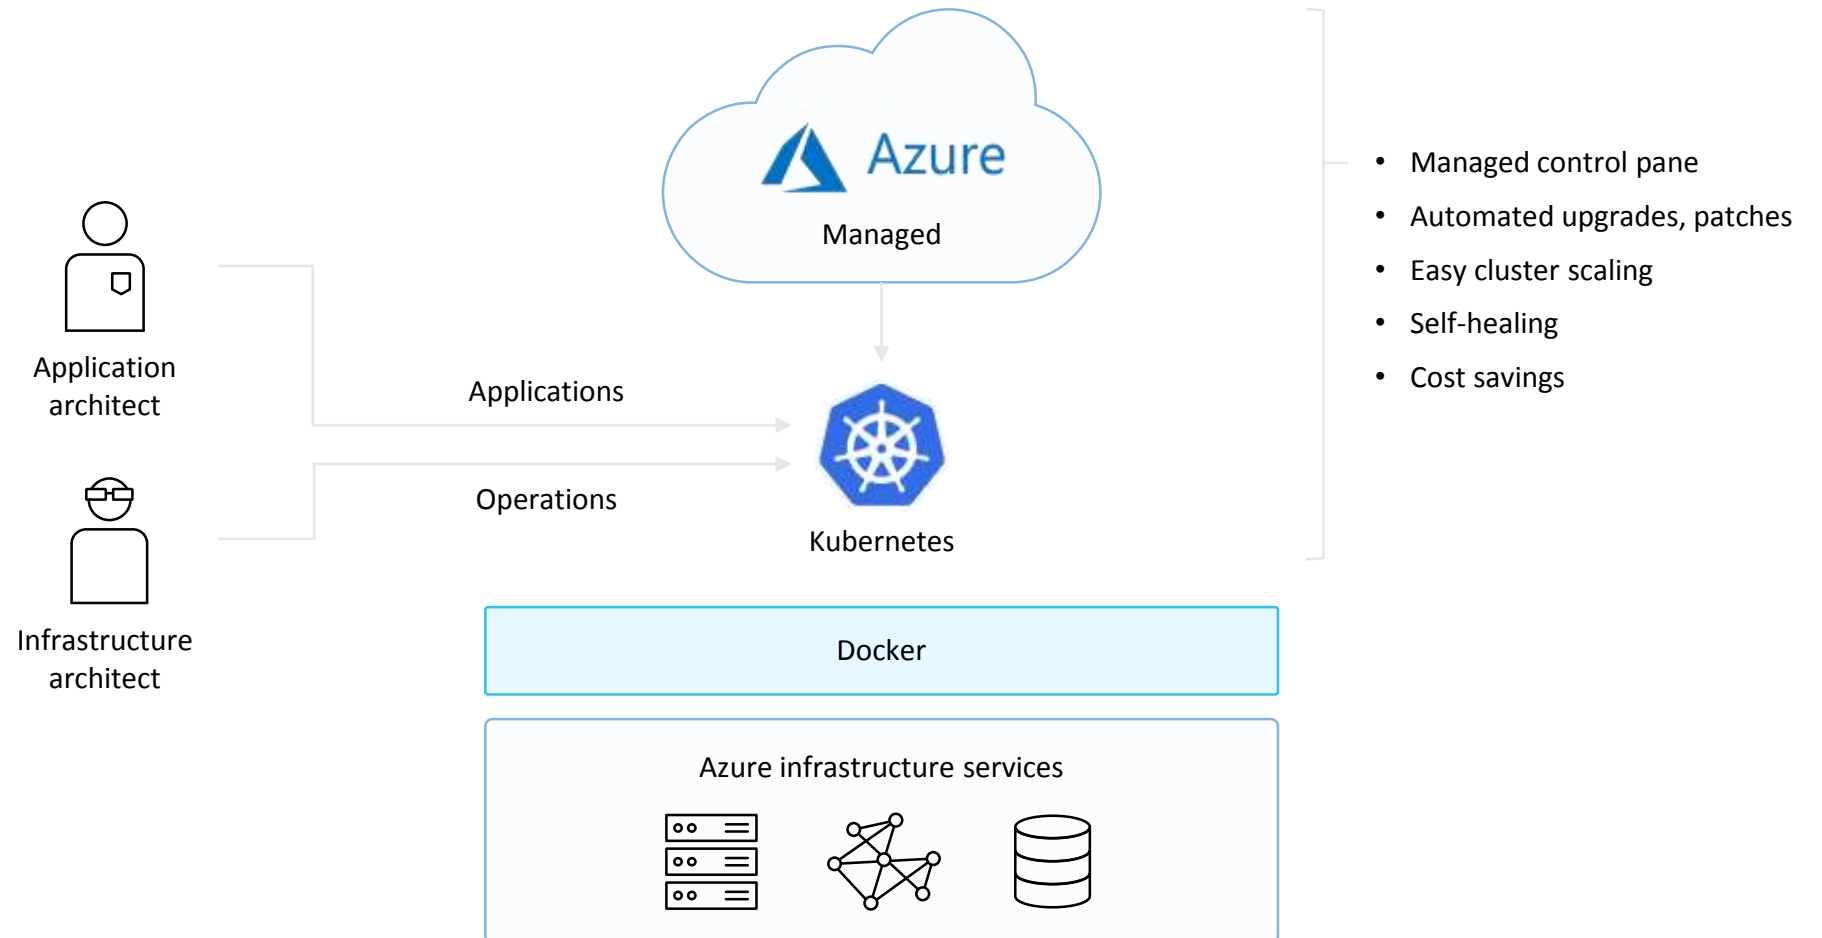 Azure
Managed
Application
architect
Applications
Operations
Kubernetes
Infrastructure
architect
• Managed control pane
• Automated upgrades, patches
• Easy cluster scaling
• Self-healing
• Cost savings
Docker
Azure infrastructure services